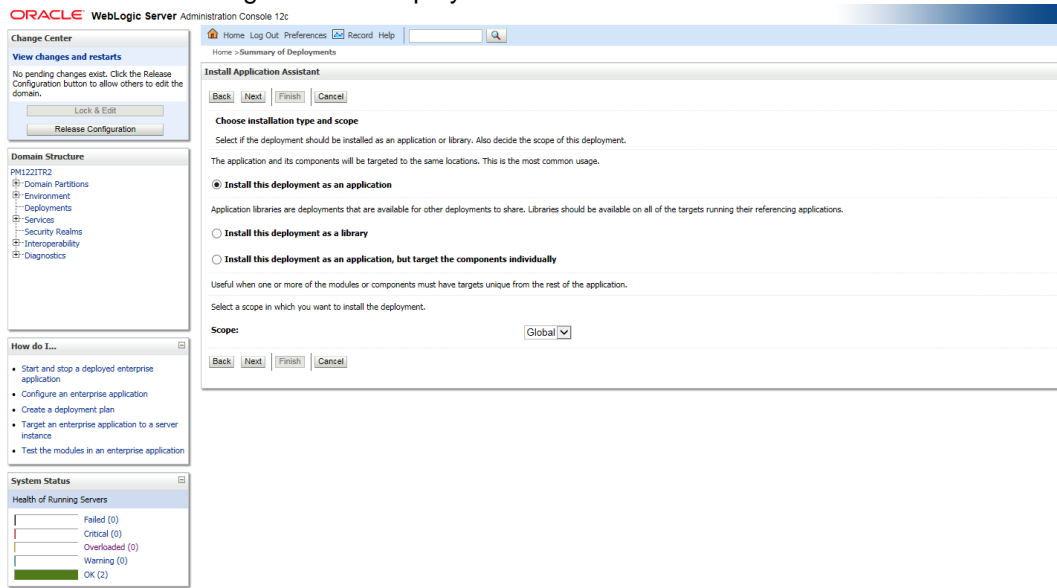 ORACLE WebLogic Server Administration Console 12c
Change Center
View changes and restarts
No pending changes exist. Click the Release
Configuration button to allow others to edit the
domain.
Lock & Edit
Release Configuration
Domain Structure
PM122ITR2
Domain Partitions
Environment
Deployments
Services
Security Realms
Interoperability
Diagnostics
How do I...
Start and stop a deployed enterprise
application
Configure an enterprise application
Create a deployment plan
Target an enterprise application to a server
instance
Test the modules in an enterprise application
System Status
Health of Running Servers
Failed (0)
Critical (0)
Overloaded (0)
Warning (0)
OK (2)
Home Log Out Preferences Record Help
Home >Summary of Deployments
Install Application Assistant
Back Next Finish Cancel
Choose installation type and scope
Select if the deployment should be installed as an application or library. Also decide the scope of this deployment.
The application and its components will be targeted to the same locations. This is the most common usage.
Install this deployment as an application
Application libraries are deployments that are available for other deployments to share. Libraries should be available on all of the targets running their referencing applications.
Install this deployment as a library
Install this deployment as an application, but target the components individually
Useful when one or more of the modules or components must have targets unique from the rest of the application.
Select a scope in which you want to install the deployment.
Scope: Global
Back Next Finish Cancel